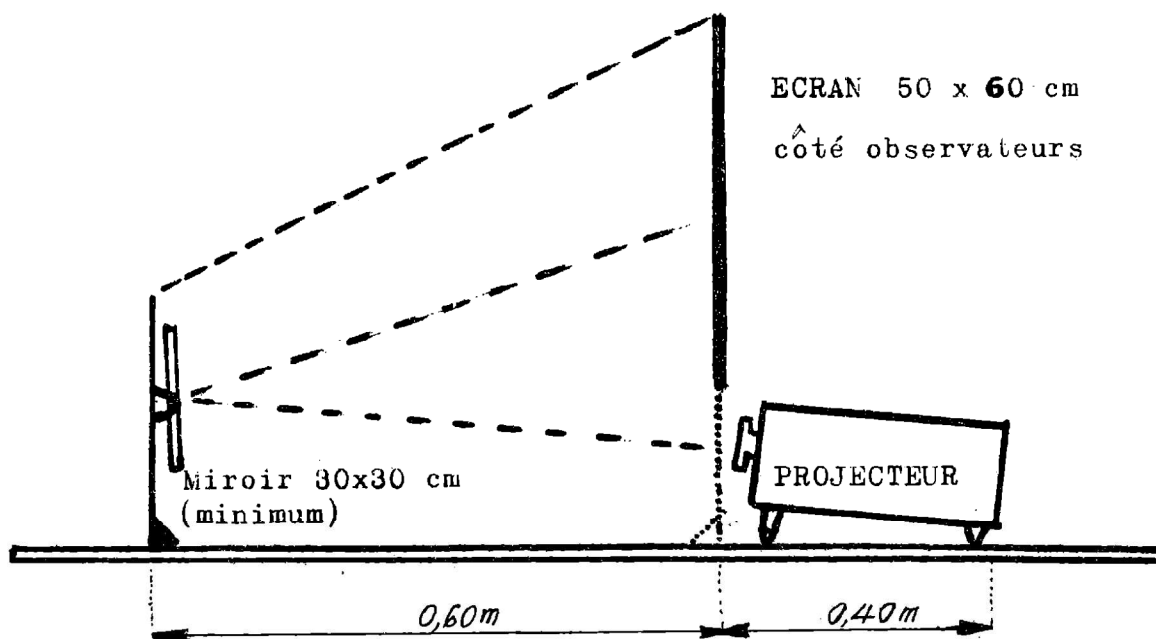 ECRAN 50 x 60 cm
côté observateurs
Miroir 30x30 cm
(minimum)
PROJECTEUR
0,60m
0,40m